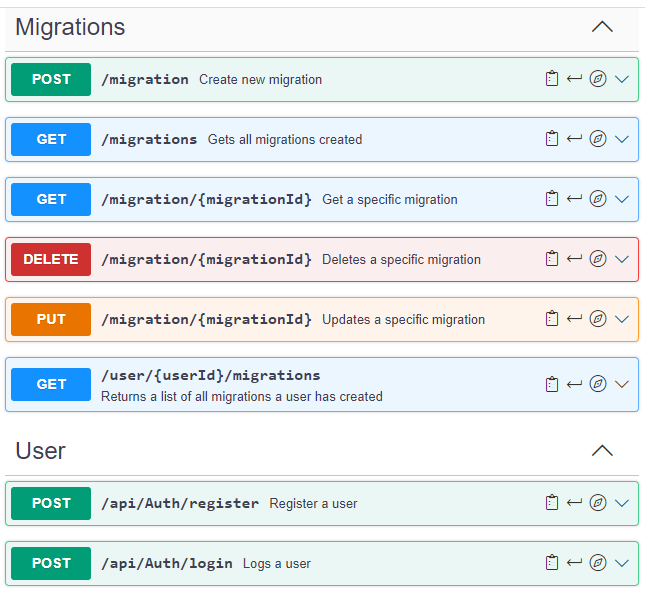 Migrations
POST /migration Create new migration
GET /migrations Gets all migrations created
GET /migration/{migrationId} Get a specific migration
DELETE /migration/{migrationId} Deletes a specific migration
PUT /migration/{migrationId} Updates a specific migration
GET /user/{userId}/migrations
Returns a list of all migrations a user has created
User
POST /api/Auth/register Register a user
POST /api/Auth/login Logs a user